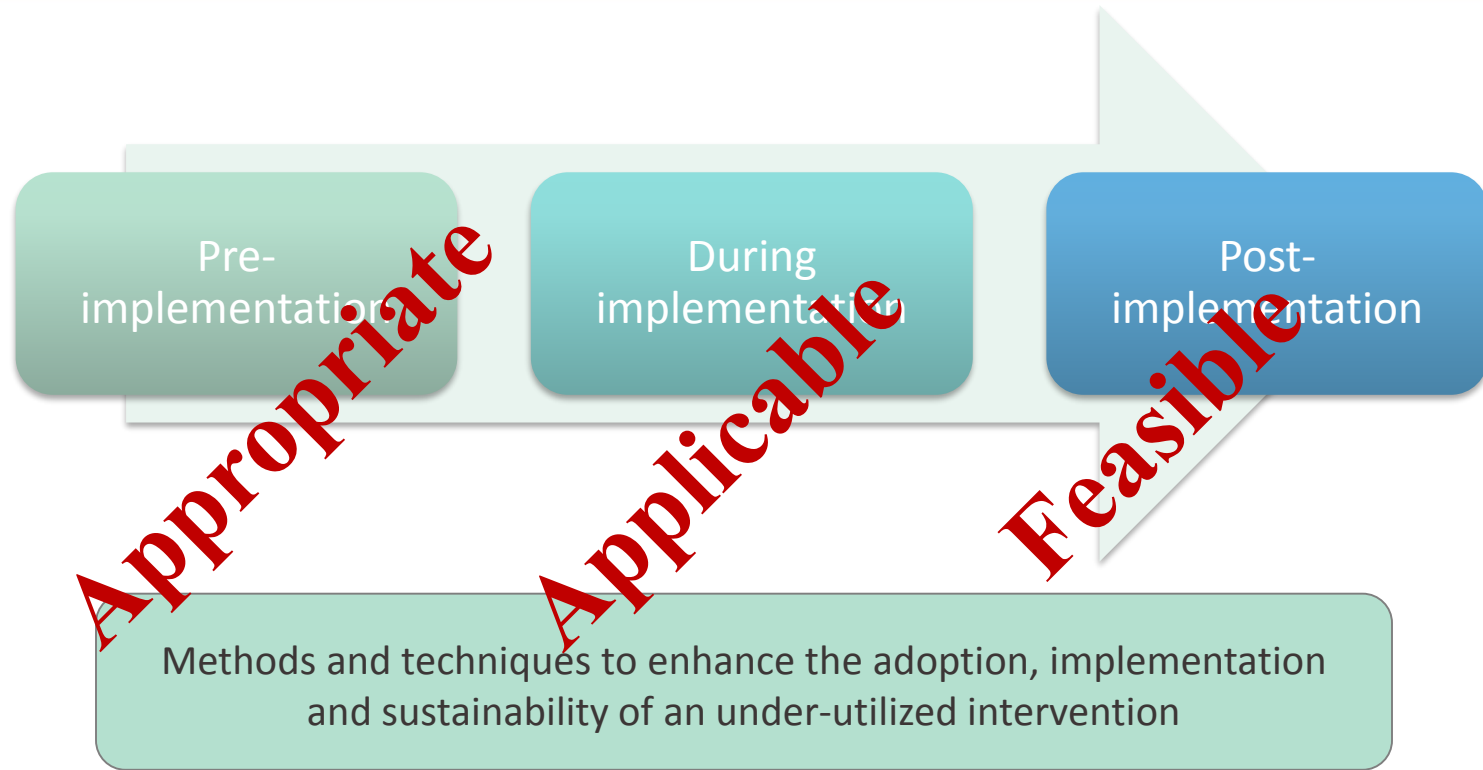 Pre-
implementation
During
implementation
Post-
implementation
Appropriate
Applicable
Feasible
Methods and techniques to enhance the adoption, implementation
and sustainability of an under-utilized intervention